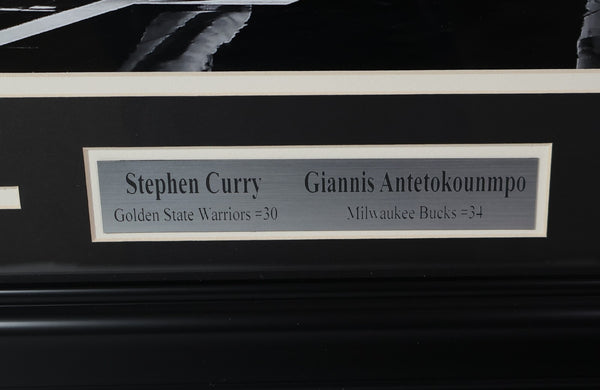 Stephen Curry Giannis Antetokounmpo
Golden State Warriors #30 Milwaukee Bucks #34